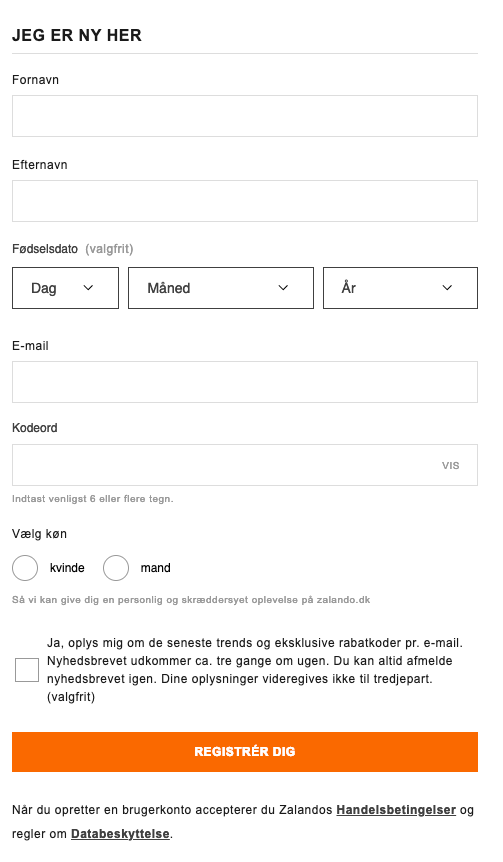 JEG ER NY HER
Fornavn
Efternavn
Fødselsdato (valgfrit)
Dag Måned År
E-mail
Kodeord
VIS
Indtast venligst 6 eller flere tegn.
Vælg køn
kvinde mand
Så vi kan give dig en personlig og skræddersyet oplevelse på zalando.dk
Ja, oplys mig om de seneste trends og eksklusive rabatkoder pr. e-mail.
Nyhedsbrevet udkommer ca. tre gange om ugen. Du kan altid afmelde
nyhedsbrevet igen. Dine oplysninger videregives ikke til tredjepart.
(valgfrit)
REGISTRÉR DIG
Når du opretter en brugerkonto accepterer du Zalandos Handelsbetingelser og
regler om Databeskyttelse.